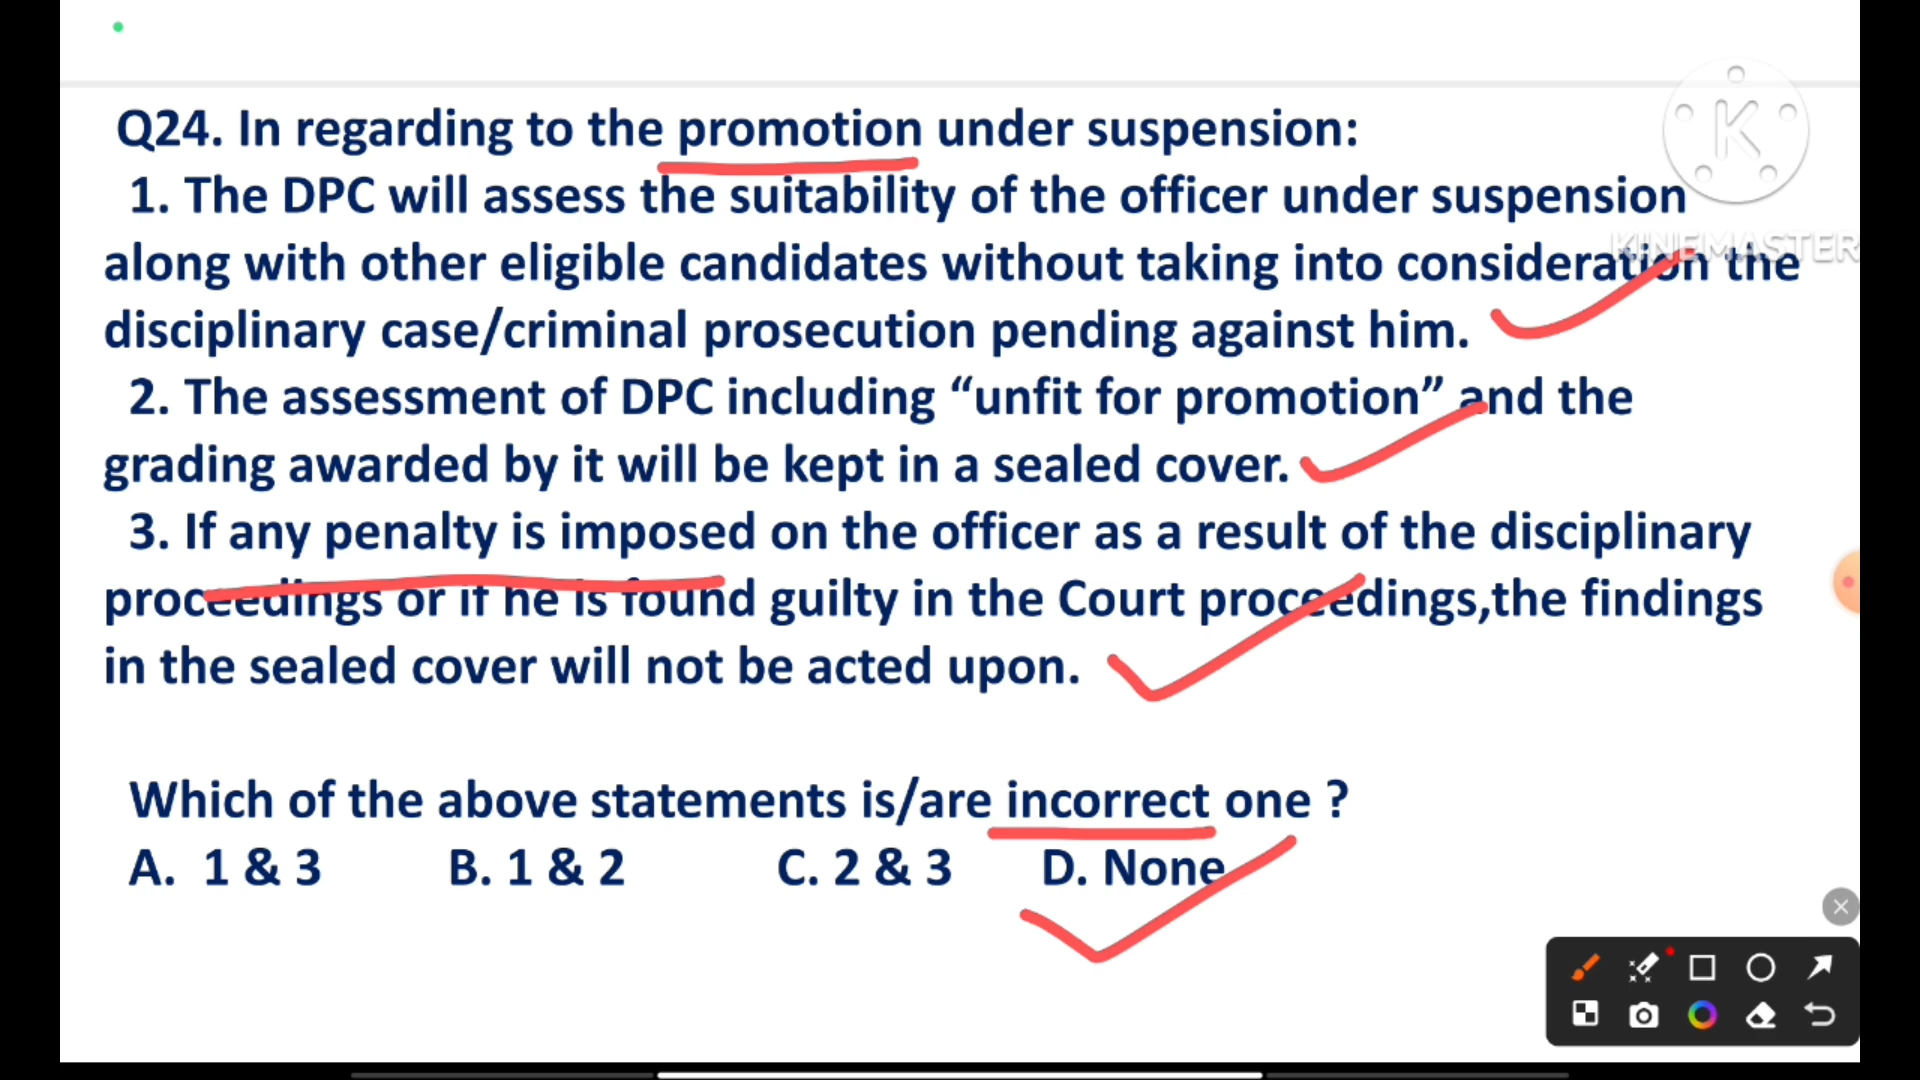 Q24. In regarding to the promotion under suspension:
1. The DPC will assess the suitability of the officer under suspension
along with other eligible candidates without taking into consideration the
disciplinary case/criminal prosecution pending against him.
2. The assessment of DPC including “unfit for promotion” and the
grading awarded by it will be kept in a sealed cover.
3. If any penalty is imposed on the officer as a result of the disciplinary
proceedings or if he is found guilty in the Court proceedings,the findings
in the sealed cover will not be acted upon.
Which of the above statements is/are incorrect one ?
A. 1 & 3 B. 1 & 2 C. 2 & 3 D. None
K
KINEMASTER